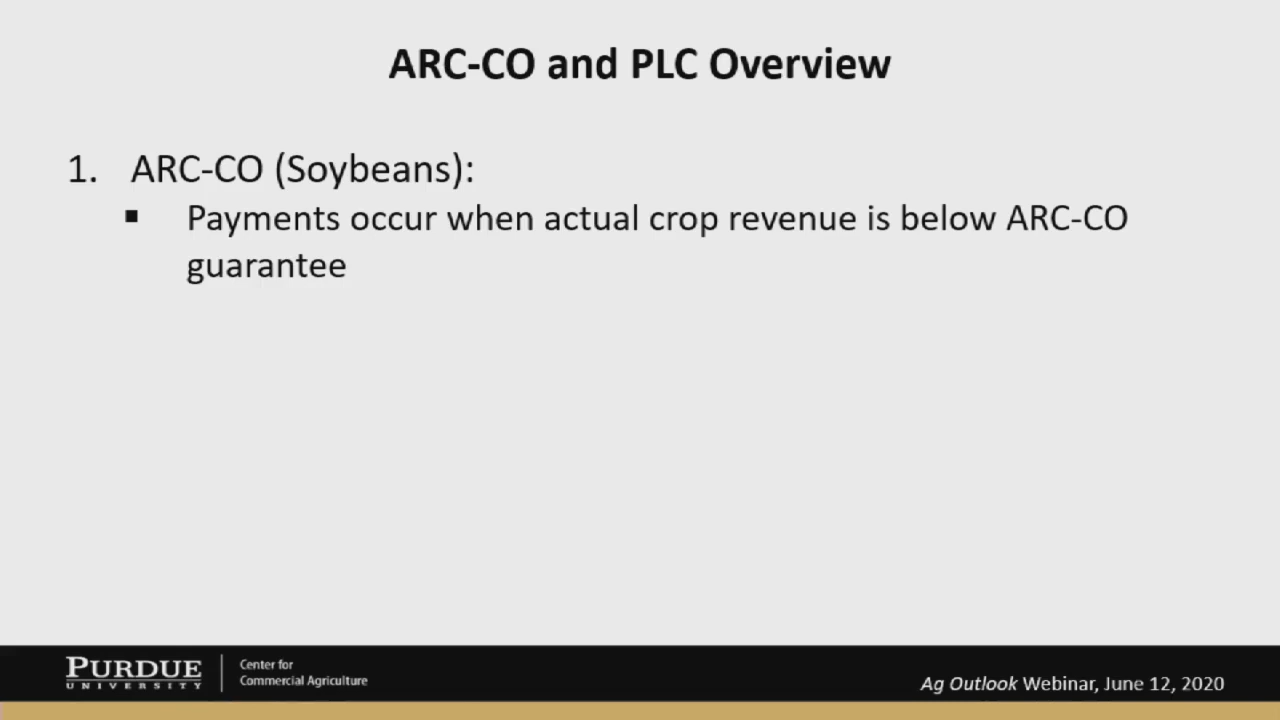 ARC-CO and PLC Overview
1. ARC-CO (Soybeans):
▪ Payments occur when actual crop revenue is below ARC-CO
guarantee
PURDUE
UNIVERSITY
Center for
Commercial Agriculture
Ag Outlook Webinar, June 12, 2020